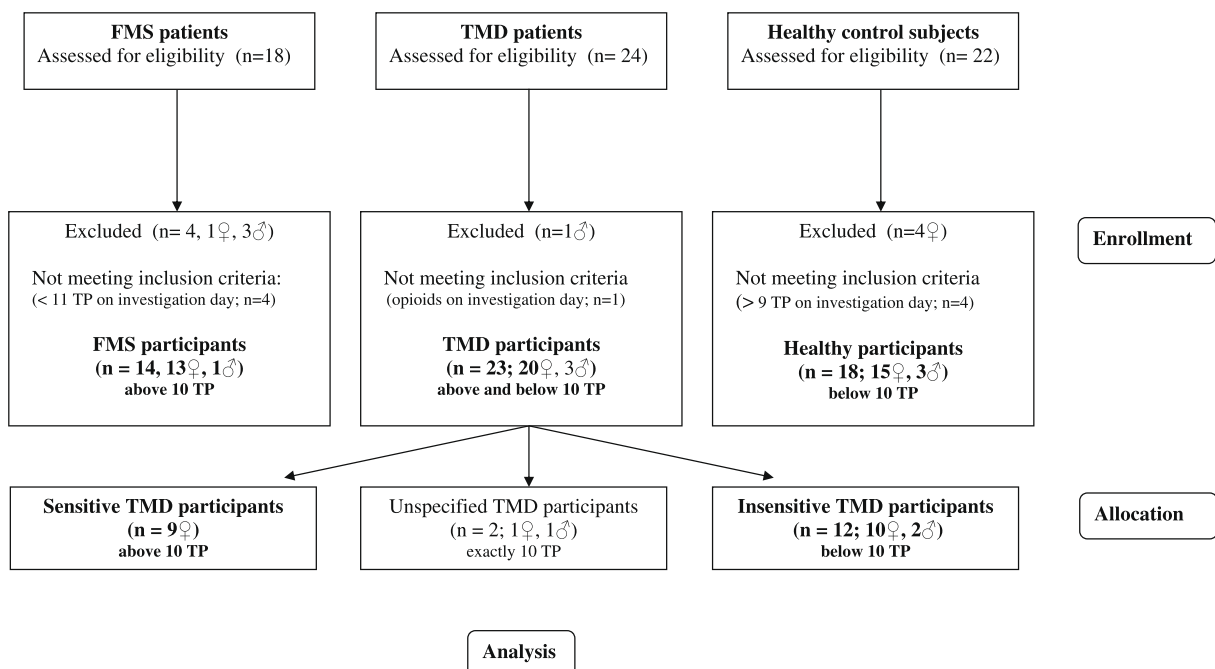 FMS patients
Assessed for eligibility (n=18)
TMD patients
Assessed for eligibility (n= 24)
Healthy control subjects
Assessed for eligibility (n= 22)
Excluded (n= 4, 1♀, 3♂)
Not meeting inclusion criteria:
(< 11 TP on investigation day; n=4)
FMS participants
(n = 14, 13♀, 1♂)
above 10 TP
Excluded (n=1♂)
Not meeting inclusion criteria
(opioids on investigation day; n=1)
TMD participants
(n = 23; 20♀, 3♂)
above and below 10 TP
Excluded (n=4♀)
Not meeting inclusion criteria
(> 9 TP on investigation day; n=4)
Healthy participants
(n = 18; 15♀, 3♂)
below 10 TP
Enrollment
Sensitive TMD participants
(n = 9♀)
above 10 TP
Unspecified TMD participants
(n = 2; 1♀, 1♂)
exactly 10 TP
Insensitive TMD participants
(n = 12; 10♀, 2♂)
below 10 TP
Allocation
Analysis